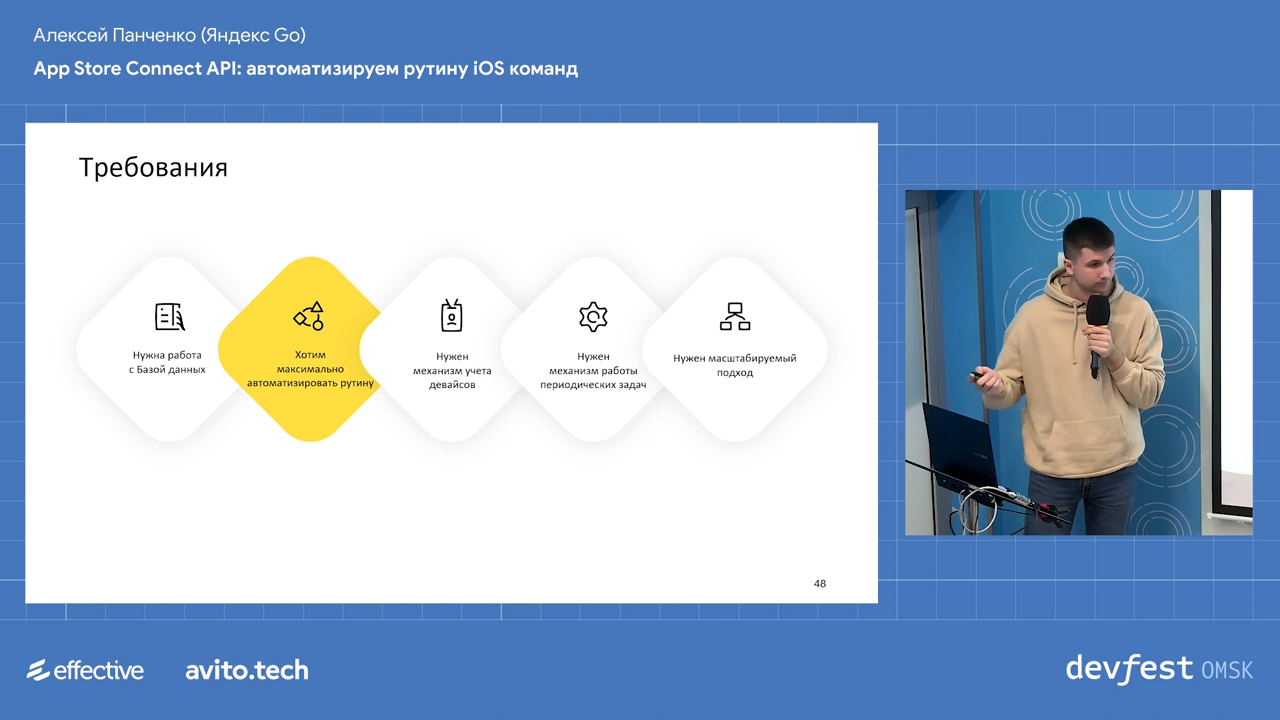 Алексей Панченко (Яндекс Go)
App Store Connect API: автоматизируем рутину iOS команд
Требования
Нужна работа
с Базой данных
Хотим
максимально
автоматизировать рутину
Нужен
механизм учета
девайсов
Нужен
механизм работы
периодических задач
Нужен масштабируемый
подход
48
effective
avito.tech
devfest OMSK